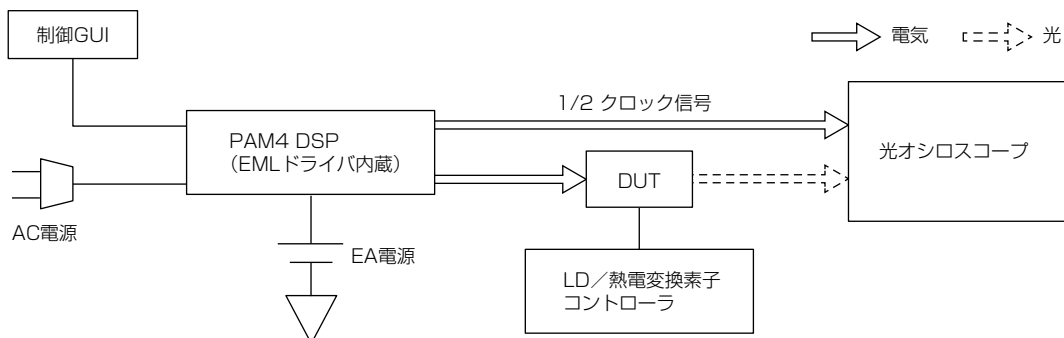 制御GUI
電気
光
1/2 クロック信号
PAM4 DSP
（EMLドライバ内蔵）
光オシロスコープ
DUT
AC電源
EA電源
LD／熱電変換素子
コントローラ